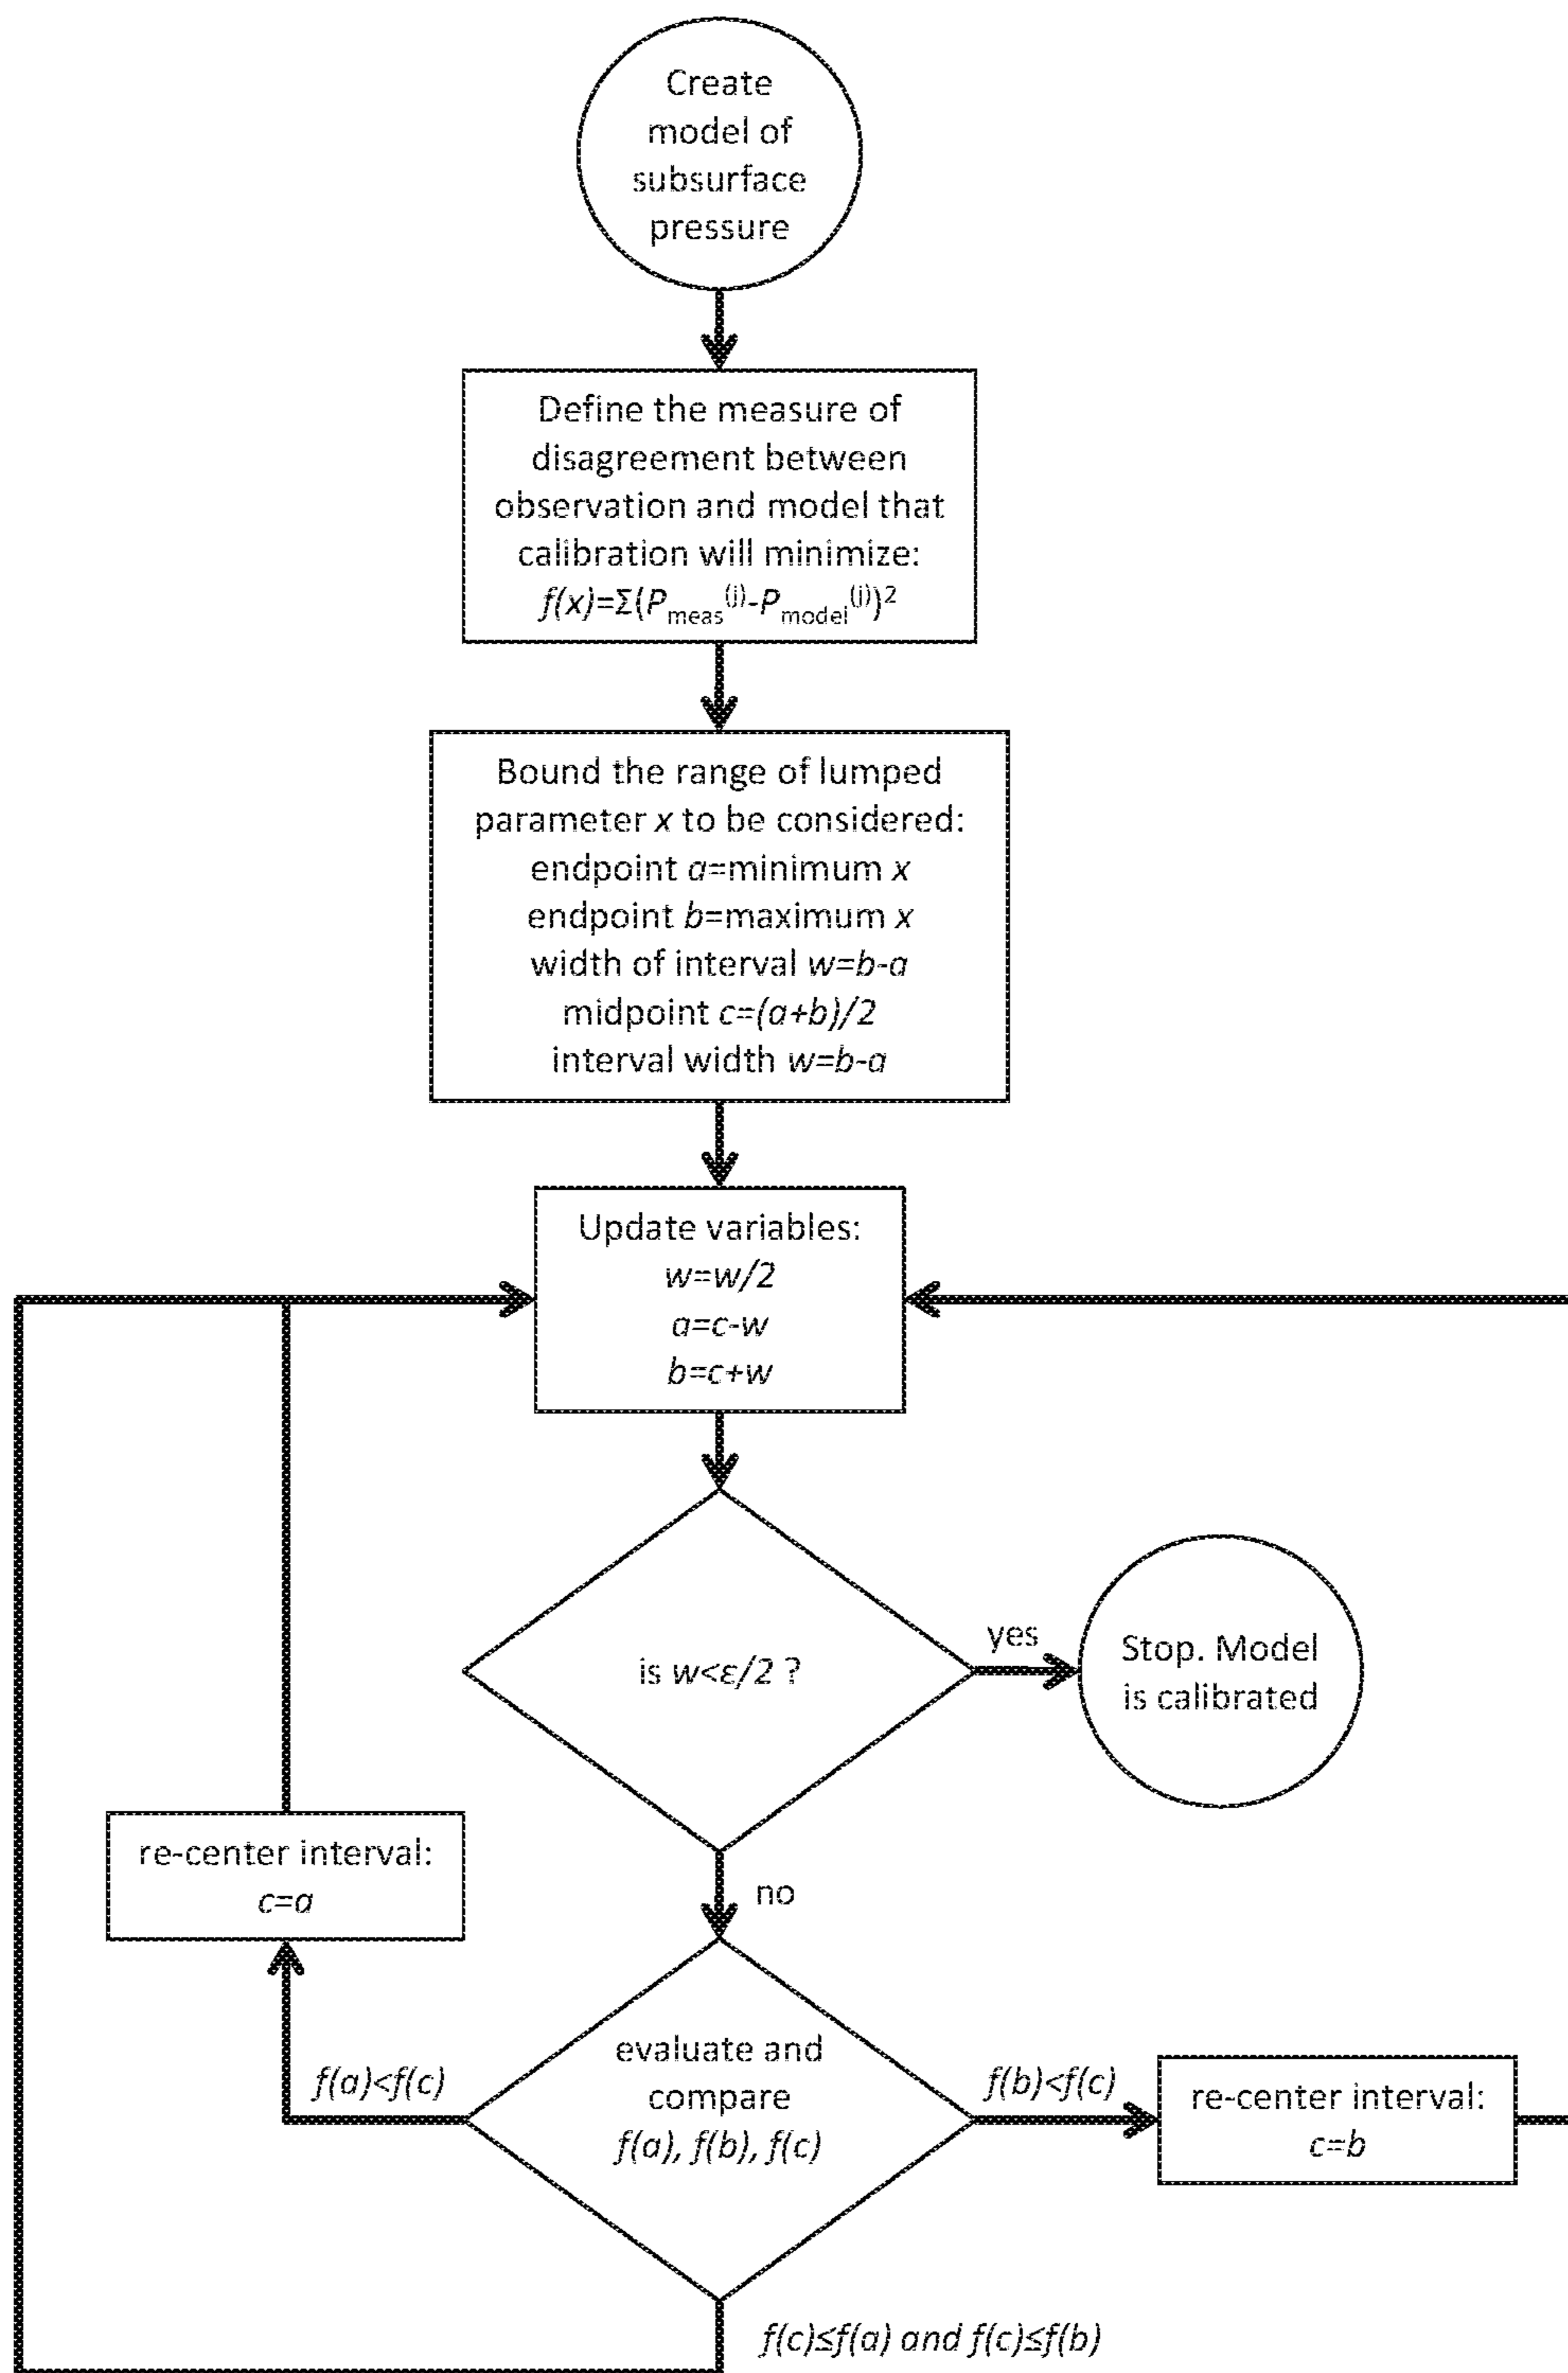 Create
model of
subsurface
pressure
Define the measure of
disagreement between
observation and model that
calibration will minimize:
f(x)=Σ(P_meas^(j)-P_model^(j))²
Bound the range of lumped
parameter x to be considered:
endpoint a=minimum x
endpoint b=maximum x
width of interval w=b-a
midpoint c=(a+b)/2
interval width w=b-a
Update variables:
w=w/2
a=c-w
b=c+w
is w<ε/2 ?
yes
Stop. Model
is calibrated
no
re-center interval:
c=a
evaluate and
compare
f(a), f(b), f(c)
f(a)<f(c)
f(b)<f(c)
re-center interval:
c=b
f(c)≤f(a) and f(c)≤f(b)